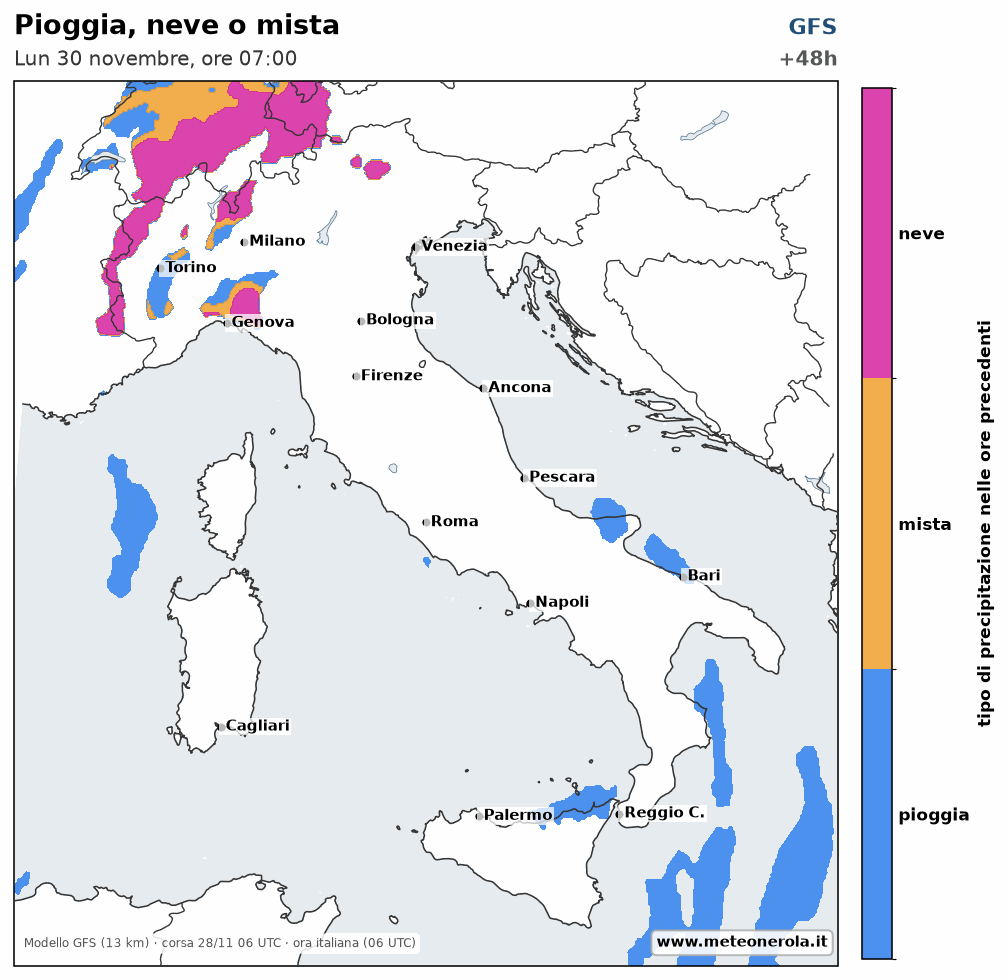 Pioggia, neve o mista
GFS
Lun 30 novembre, ore 07:00
+48h
neve
mista
pioggia
tipo di precipitazione nelle ore precedenti
Milano
Venezia
Torino
Genova
Bologna
Firenze
Ancona
Pescara
Roma
Bari
Napoli
Cagliari
Palermo
Reggio C.
Modello GFS (13 km) · corsa 28/11 06 UTC · ora italiana (06 UTC)
www.meteonerola.it